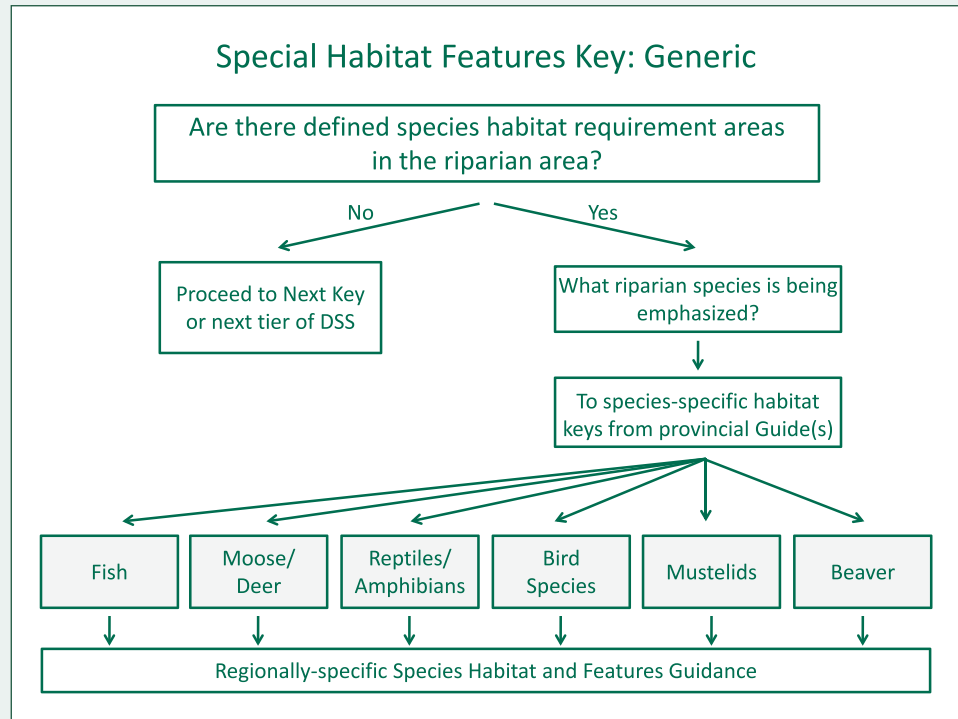 Special Habitat Features Key: Generic
Are there defined species habitat requirement areas
in the riparian area?
No
Yes
Proceed to Next Key
or next tier of DSS
What riparian species is being
emphasized?
To species-specific habitat
keys from provincial Guide(s)
Fish
Moose/
Deer
Reptiles/
Amphibians
Bird
Species
Mustelids
Beaver
Regionally-specific Species Habitat and Features Guidance